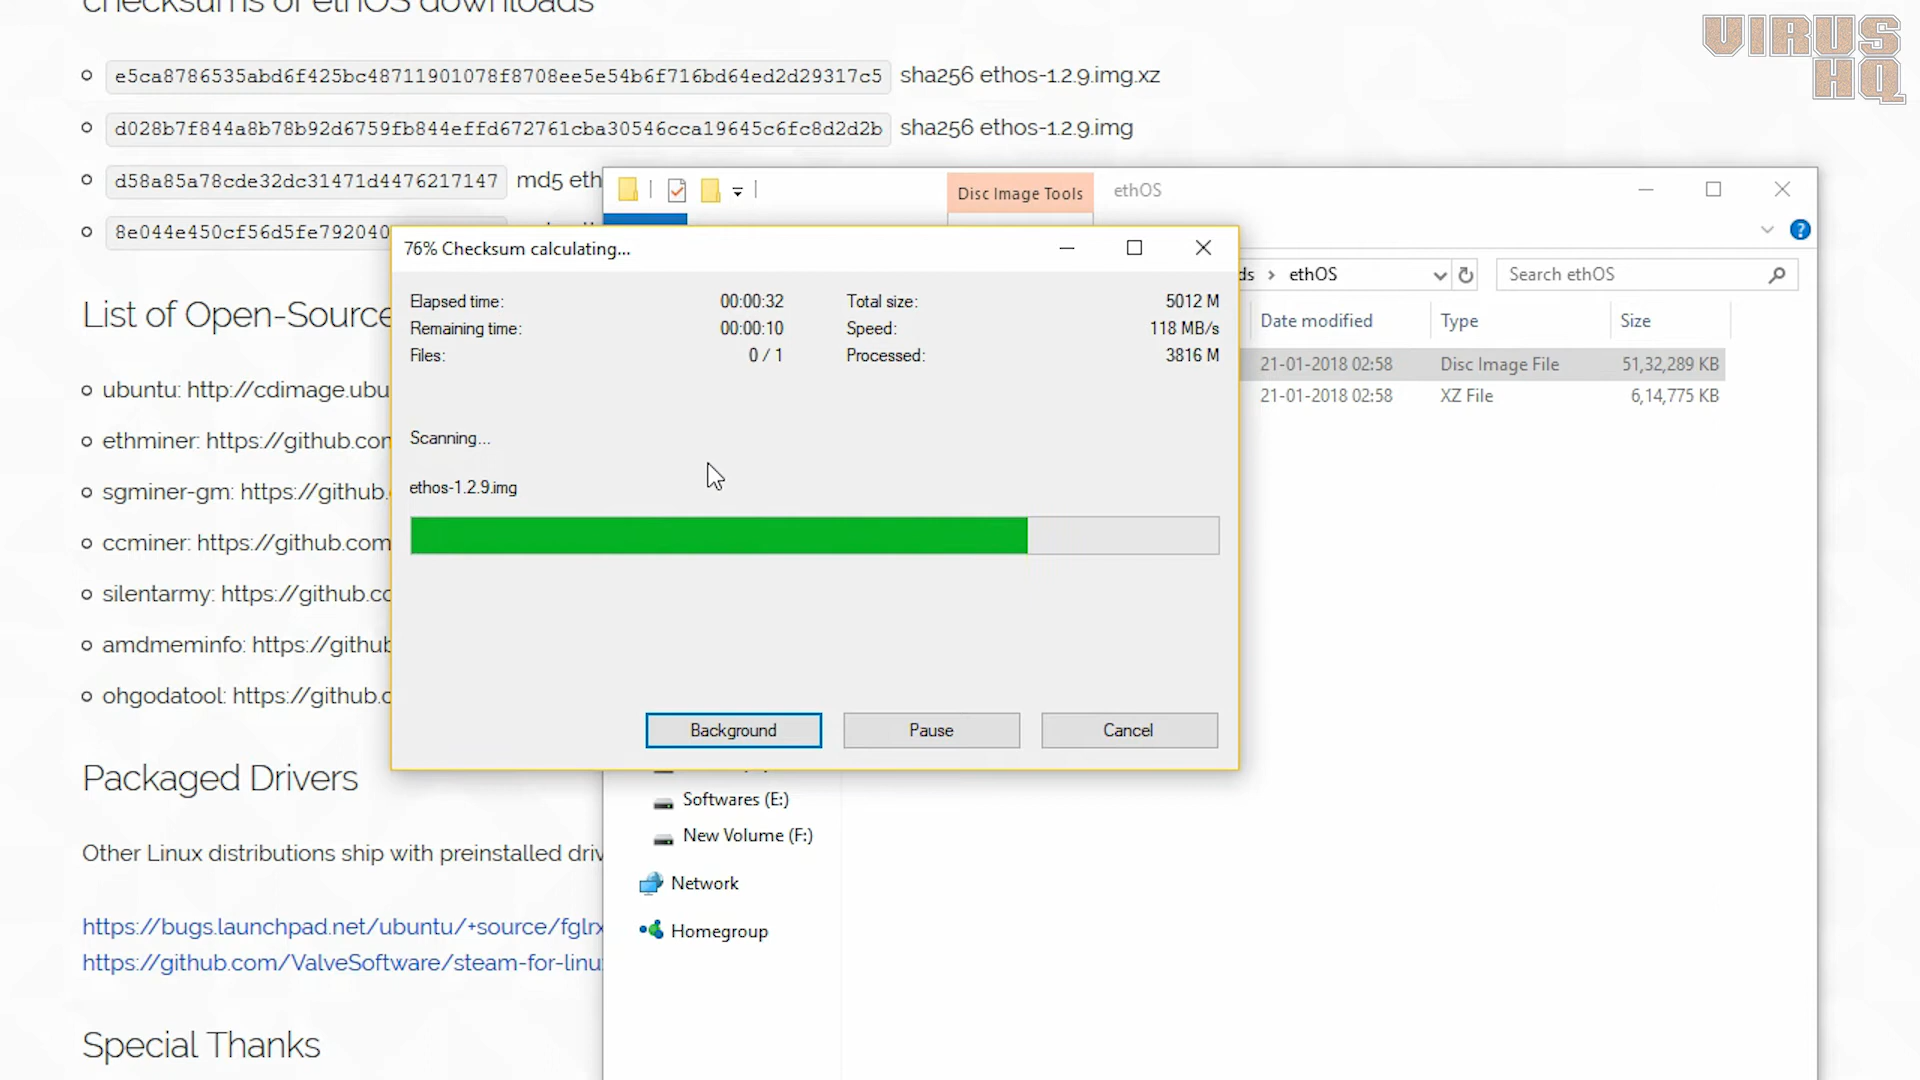 checksums of ethOS downloads
VIRUS
HQ
e5ca8786535abd6f425bc48711901078f8708ee5e54b6f716bd64ed2d29317c5 sha256 ethos-1.2.9.img.xz
d028b7f844a8b78b92d6759fb844effd672761cba30546cca19645c6fc8d2d2b sha256 ethos-1.2.9.img
d58a85a78cde32dc31471d4476217147 md5 eth
8e044e450cf56d5fe792040
Disc Image Tools
ethOS
76% Checksum calculating...
Elapsed time: 00:00:32 Total size: 5012 M
Remaining time: 00:00:10 Speed: 118 MB/s
Files: 0 / 1 Processed: 3816 M
Scanning...
ethos-1.2.9.img
Background Pause Cancel
ds > ethOS
Search ethOS
Date modified Type Size
21-01-2018 02:58 Disc Image File 51,32,289 KB
21-01-2018 02:58 XZ File 6,14,775 KB
List of Open-Source
ubuntu: http://cdimage.ubu
ethminer: https://github.com
sgminer-gm: https://github.
ccminer: https://github.com
silentarmy: https://github.co
amdmeminfo: https://github
ohgodatool: https://github.c
Packaged Drivers
Other Linux distributions ship with preinstalled driv
https://bugs.launchpad.net/ubuntu/+source/fglrx
https://github.com/ValveSoftware/steam-for-linu
Special Thanks
Softwares (E:)
New Volume (F:)
Network
Homegroup